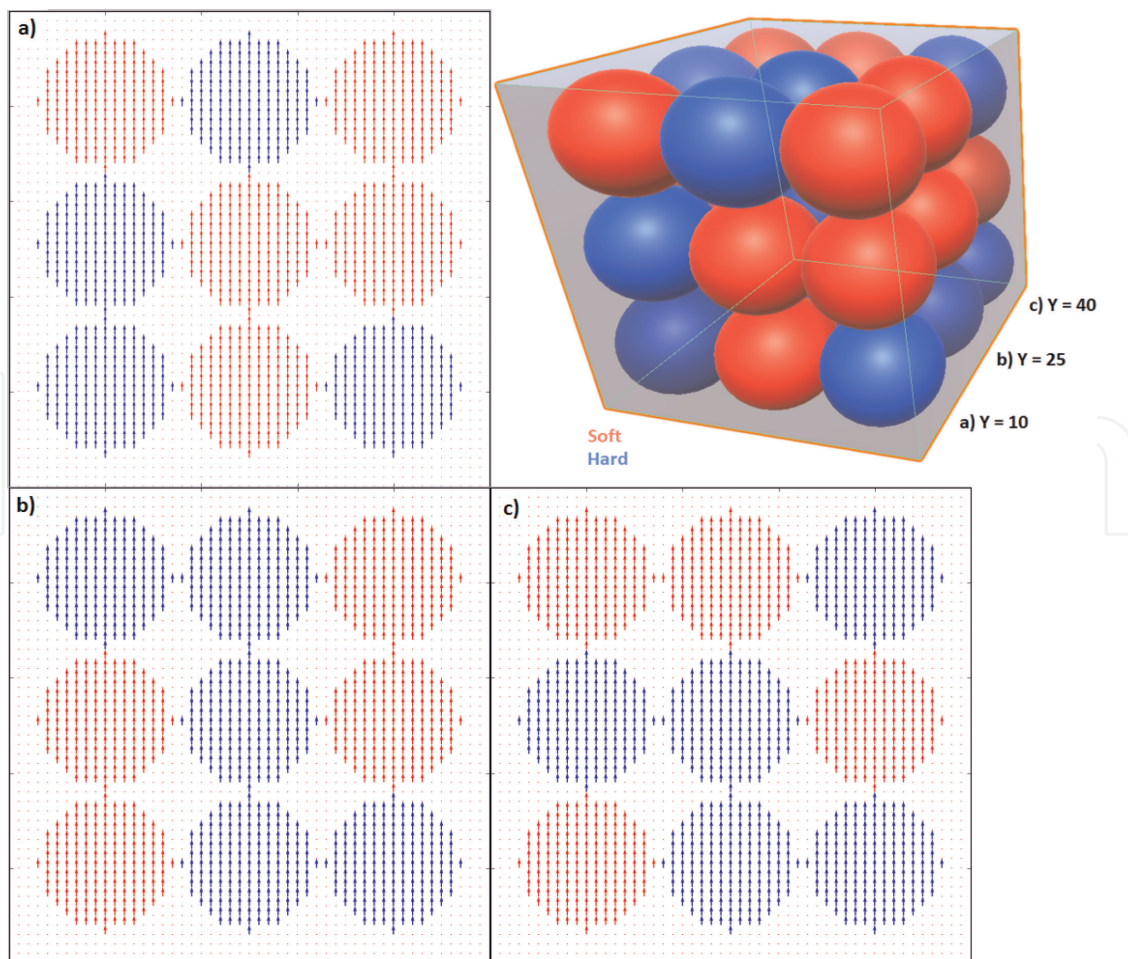 a)
c) Y = 40
b) Y = 25
a) Y = 10
Soft
Hard
b)
c)